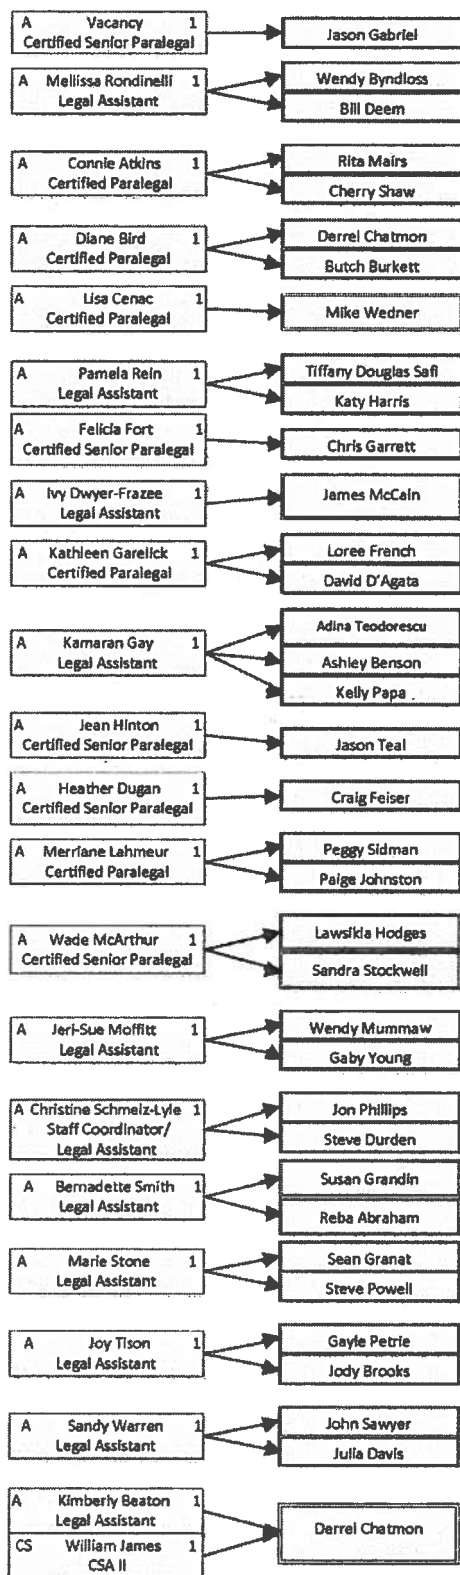 A Vacancy 1
Certified Senior Paralegal
Jason Gabriel
A Mellissa Rondinelli 1
Legal Assistant
Wendy Byndloss
Bill Deem
A Connie Atkins 1
Certified Paralegal
Rita Mairs
Cherry Shaw
A Diane Bird 1
Certified Paralegal
Derrel Chatmon
Butch Burkett
A Lisa Cenac 1
Certified Paralegal
Mike Wedner
A Pamela Rein 1
Legal Assistant
Tiffany Douglas Safi
Katy Harris
A Felicia Fort 1
Certified Senior Paralegal
Chris Garrett
A Ivy Dwyer-Frazee 1
Legal Assistant
James McCain
A Kathleen Garelick 1
Certified Paralegal
Loree French
David D'Agata
A Kamaran Gay 1
Legal Assistant
Adina Teodorescu
Ashley Benson
Kelly Papa
A Jean Hinton 1
Certified Senior Paralegal
Jason Teal
A Heather Dugan 1
Certified Senior Paralegal
Craig Feiser
A Merriane Lahmeur 1
Certified Paralegal
Peggy Sidman
Paige Johnston
A Wade McArthur 1
Certified Senior Paralegal
Lawsikia Hodges
Sandra Stockwell
A Jeri-Sue Moffitt 1
Legal Assistant
Wendy Mummaw
Gaby Young
A Christine Schmelz-Lyle 1
Staff Coordinator/
Legal Assistant
Jon Phillips
Steve Durden
A Bernadette Smith 1
Legal Assistant
Susan Grandin
Reba Abraham
A Marie Stone 1
Legal Assistant
Sean Granat
Steve Powell
A Joy Tison 1
Legal Assistant
Gayle Petrie
Jody Brooks
A Sandy Warren 1
Legal Assistant
John Sawyer
Julia Davis
A Kimberly Beaton 1
Legal Assistant
CS William James 1
CSA II
Derrel Chatmon